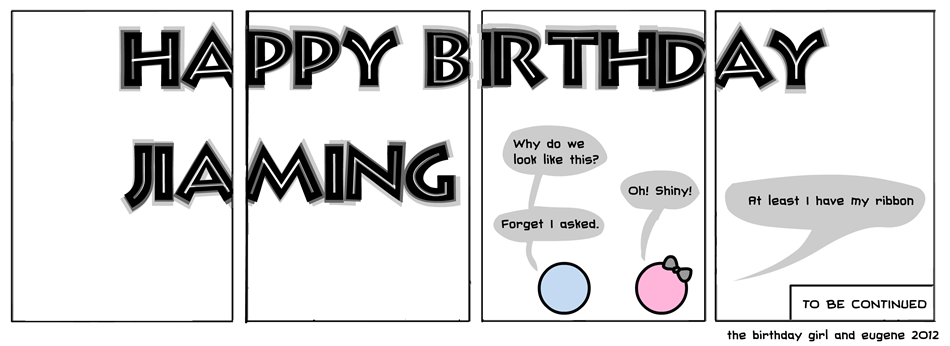 HAPPY BIRTHDAY
JIAMING
Why do we
look like this?
Forget I asked.
Oh! Shiny!
At least I have my ribbon
TO BE CONTINUED
the birthday girl and eugene 2012